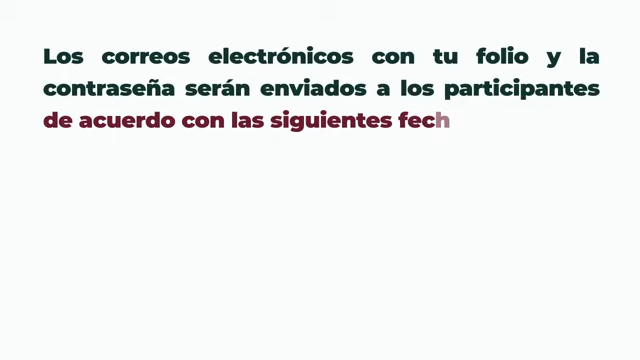 Los correos electrónicos con tu folio y la
contraseña serán enviados a los participantes
de acuerdo con las siguientes fech